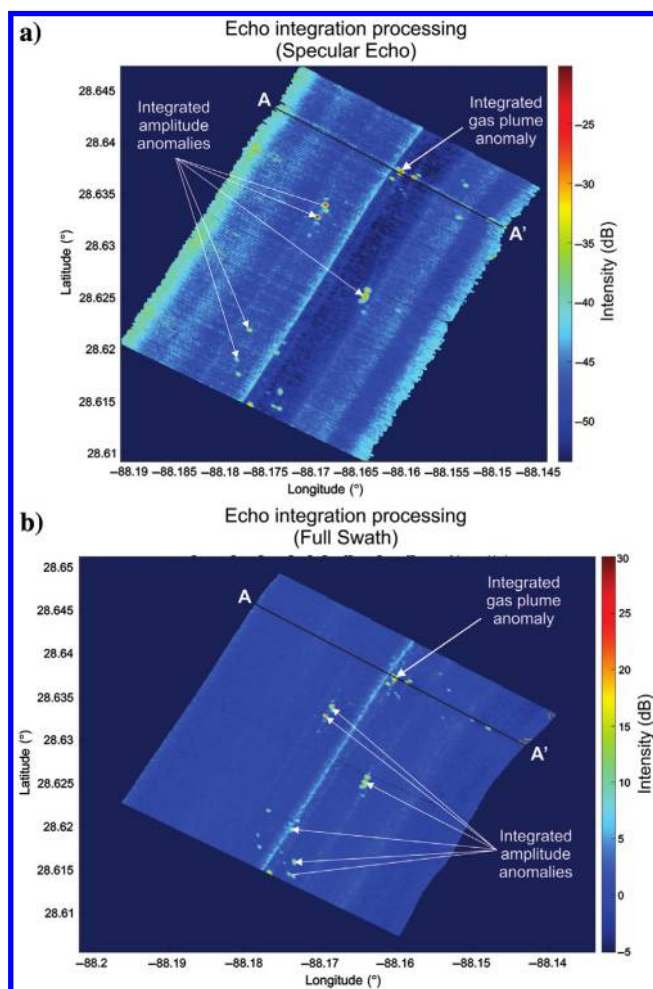 a)
Echo integration processing
(Specular Echo)
28.645
28.64
28.635
28.63
28.625
28.62
28.615
28.61
Latitude (°)
A
Integrated
amplitude
anomalies
Integrated
gas plume
anomaly
A'
−88.19 −88.185 −88.18 −88.175 −88.17 −88.165 −88.16 −88.155 −88.15 −88.145
Longitude (°)
−25
−30
−35
−40
−45
−50
Intensity (dB)
b)
Echo integration processing
(Full Swath)
28.65
28.645
28.64
28.635
28.63
28.625
28.62
28.615
28.61
Latitude (°)
A
Integrated
gas plume
anomaly
A'
Integrated
amplitude
anomalies
−88.2 −88.19 −88.18 −88.17 −88.16 −88.15 −88.14
Longitude (°)
30
25
20
15
10
5
0
−5
Intensity (dB)